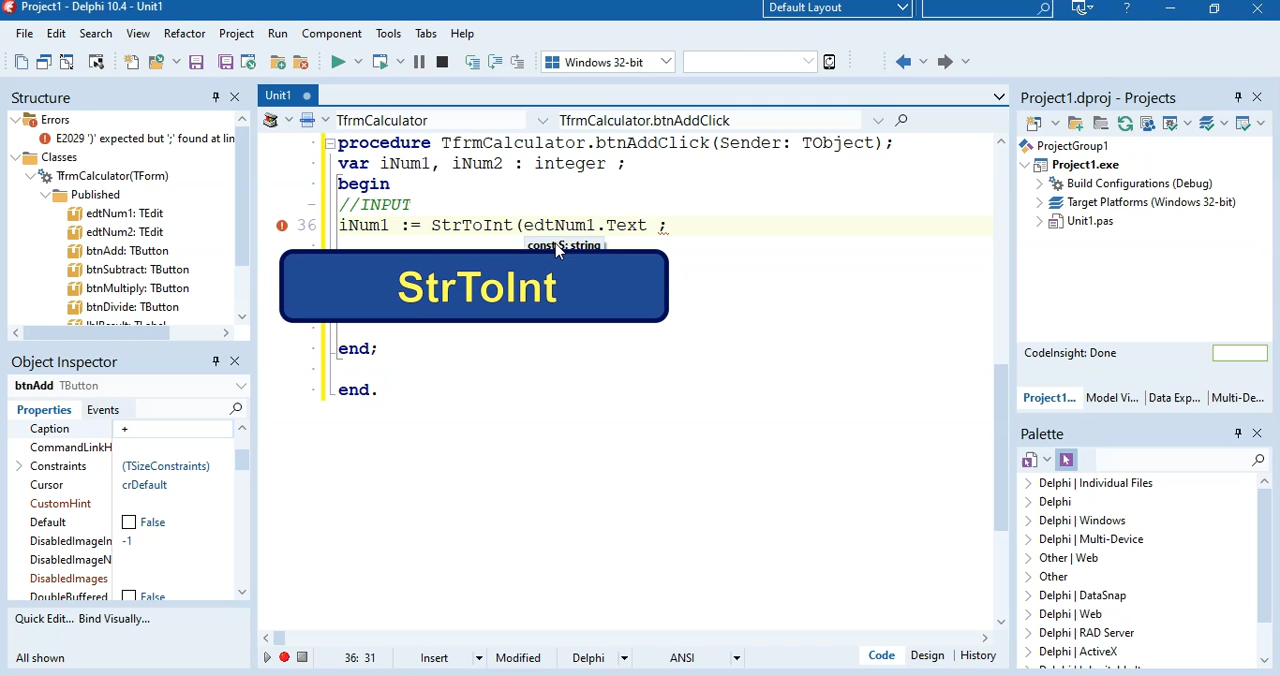 Project1 - Delphi 10.4 - Unit1
Default Layout
File Edit Search View Refactor Project Run Component Tools Tabs Help
Windows 32-bit
Structure
Errors
E2029 ')' expected but ';' found at lin
Classes
TfrmCalculator(TForm)
Published
edtNum1: TEdit
edtNum2: TEdit
btnAdd: TButton
btnSubtract: TButton
btnMultiply: TButton
btnDivide: TButton
lblResult: TLabel
Object Inspector
btnAdd TButton
Properties Events
Caption +
CommandLinkH
Constraints (TSizeConstraints)
Cursor crDefault
CustomHint
Default False
DisabledImageIn -1
DisabledImageN
DisabledImages
DoubleBuffered False
Quick Edit... Bind Visually...
All shown
Unit1
TfrmCalculator TfrmCalculator.btnAddClick
procedure TfrmCalculator.btnAddClick(Sender: TObject);
var iNum1, iNum2 : integer ;
begin
//INPUT
36 iNum1 := StrToInt(edtNum1.Text ;
const S: string
StrToInt
end;
end.
36: 31 Insert Modified Delphi ANSI Code Design History
Project1.dproj - Projects
ProjectGroup1
Project1.exe
Build Configurations (Debug)
Target Platforms (Windows 32-bit)
Unit1.pas
CodeInsight: Done
Project1... Model Vi... Data Exp... Multi-De...
Palette
Delphi | Individual Files
Delphi
Delphi | Windows
Delphi | Multi-Device
Other | Web
Other
Delphi | DataSnap
Delphi | Web
Delphi | RAD Server
Delphi | ActiveX